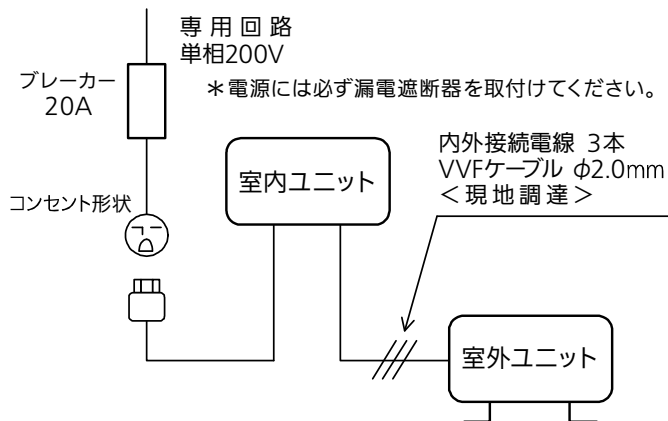 専用回路
単相200V
ブレーカー
20A
＊電源には必ず漏電遮断器を取付けてください。
内外接続電線 3本
VVFケーブル φ2.0mm
＜現地調達＞
室内ユニット
コンセント形状
室外ユニット